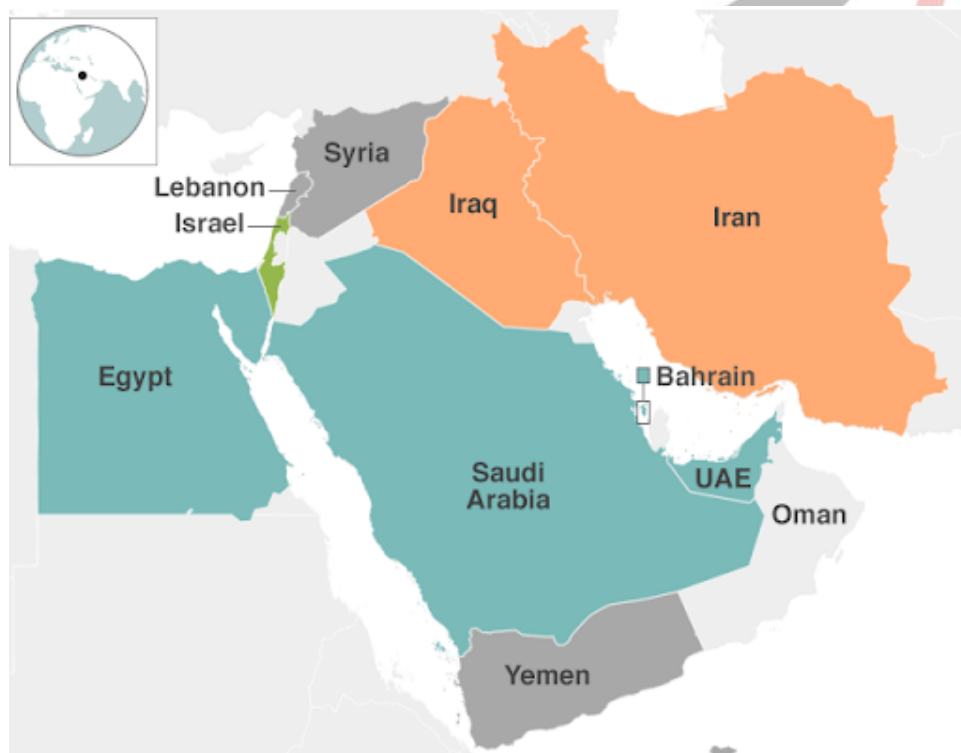 Syria
Lebanon
Israel
Iraq
Iran
Egypt
Bahrain
Saudi
Arabia
UAE
Oman
Yemen